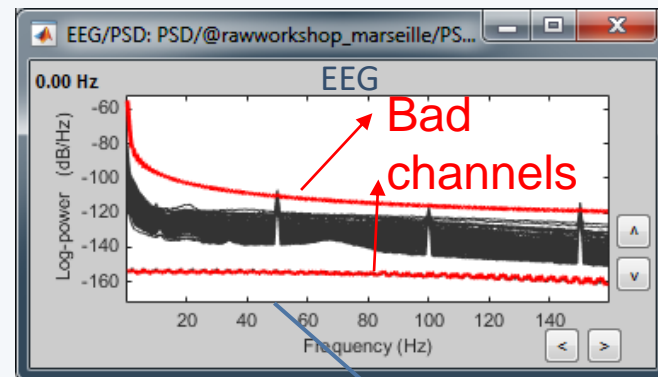 EEG/PSD: PSD/@rawworkshop_marseille/PS...
0.00 Hz
EEG
Bad
channels
Log-power (dB/Hz)
-60
-80
-100
-120
-140
-160
20 40 60 80 100 120 140
Frequency (Hz)